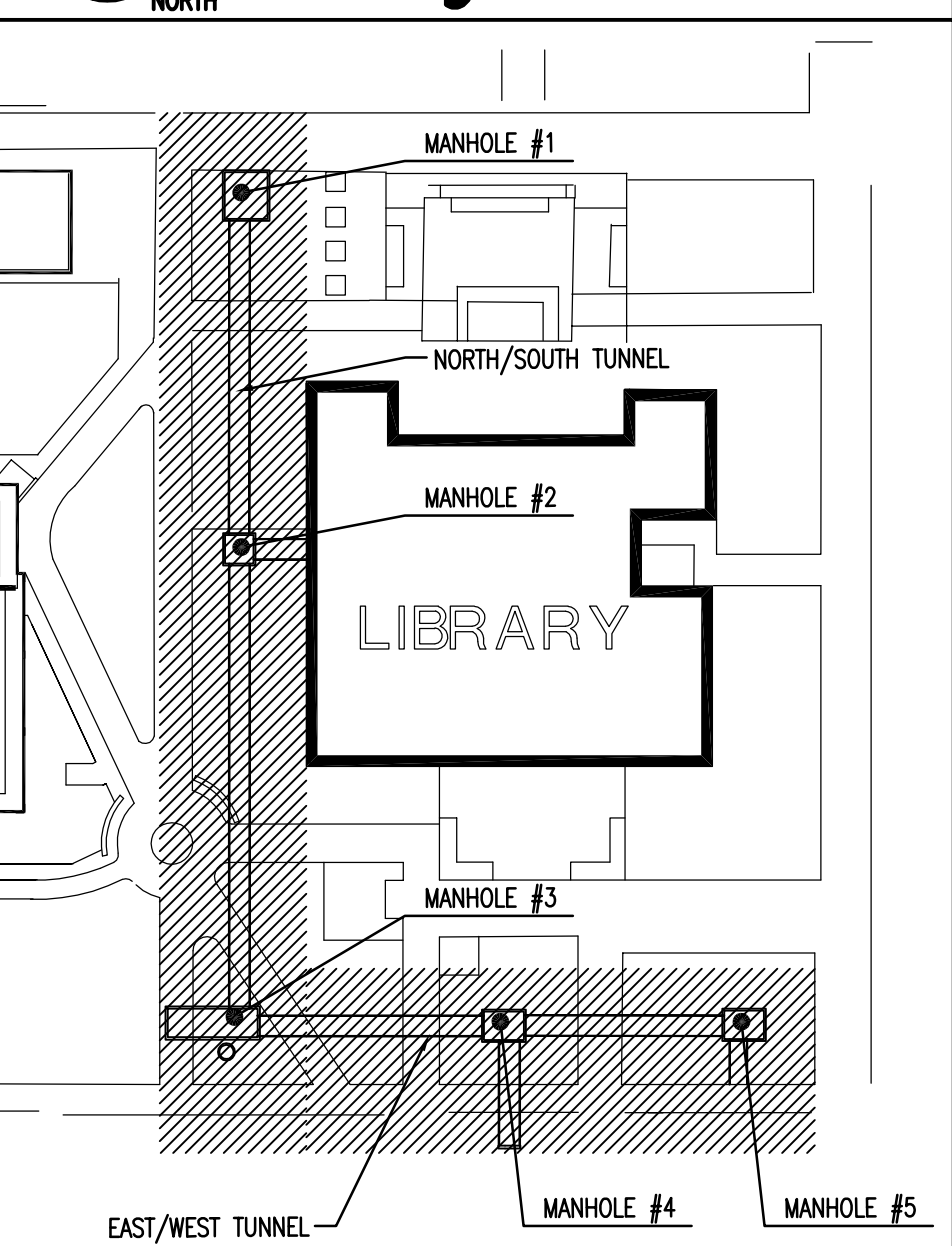 NORTH
MANHOLE #1
NORTH/SOUTH TUNNEL
MANHOLE #2
LIBRARY
MANHOLE #3
MANHOLE #4
MANHOLE #5
EAST/WEST TUNNEL